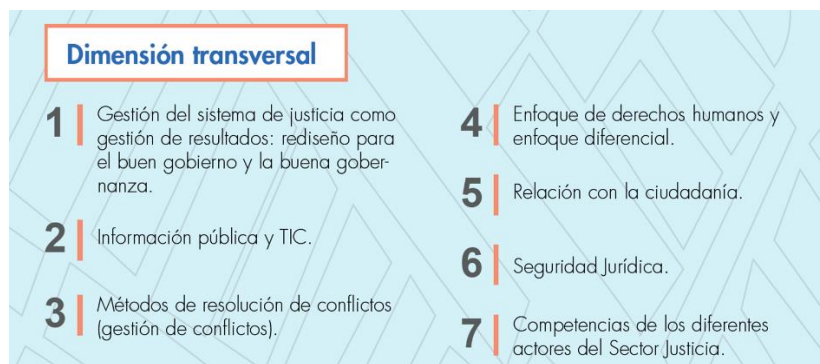 Dimensión transversal
1
Gestión del sistema de justicia como
gestión de resultados: rediseño para
el buen gobierno y la buena gober-
nanza.
2
Información pública y TIC.
3
Métodos de resolución de conflictos
(gestión de conflictos).
4
Enfoque de derechos humanos y
enfoque diferencial.
5
Relación con la ciudadanía.
6
Seguridad Jurídica.
7
Competencias de los diferentes
actores del Sector Justicia.